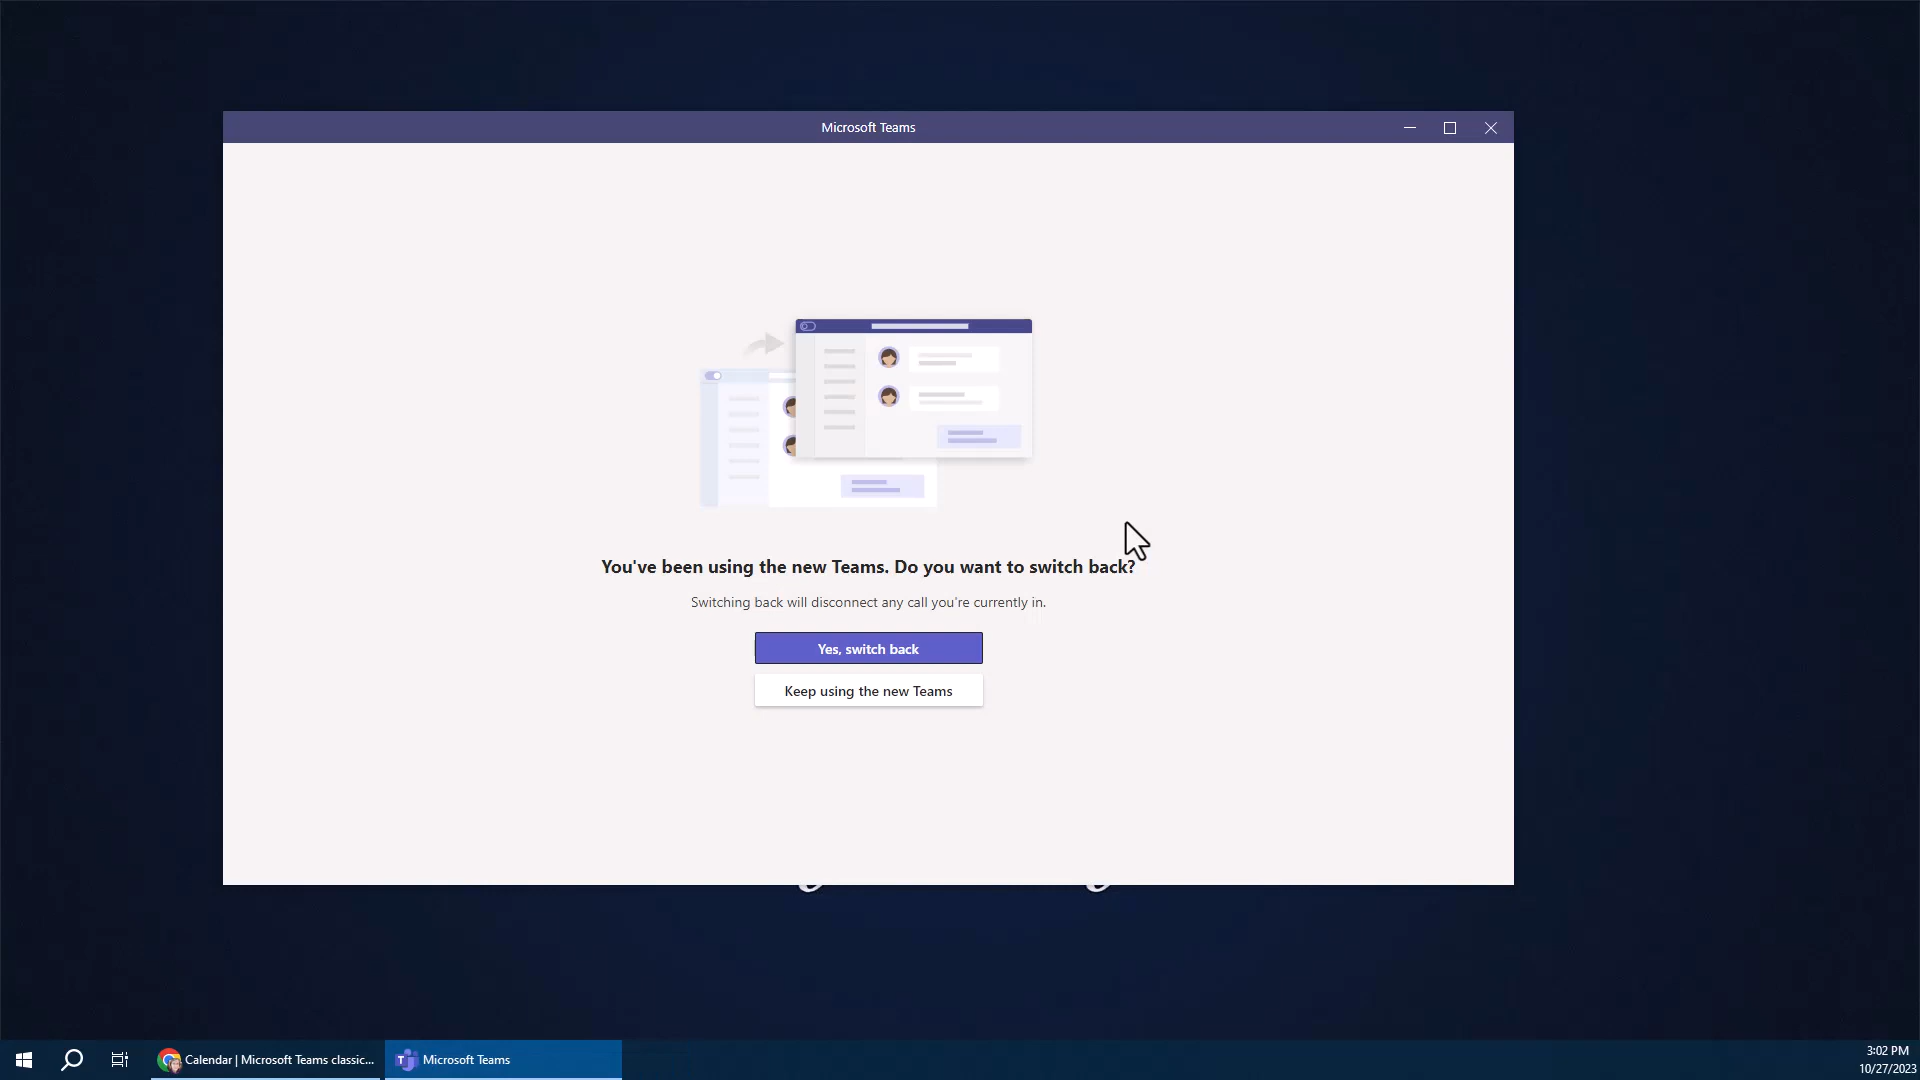 Microsoft Teams
You've been using the new Teams. Do you want to switch back?
Switching back will disconnect any call you're currently in.
Yes, switch back
Keep using the new Teams
Calendar | Microsoft Teams classic...
Microsoft Teams
3:02 PM
10/27/2023